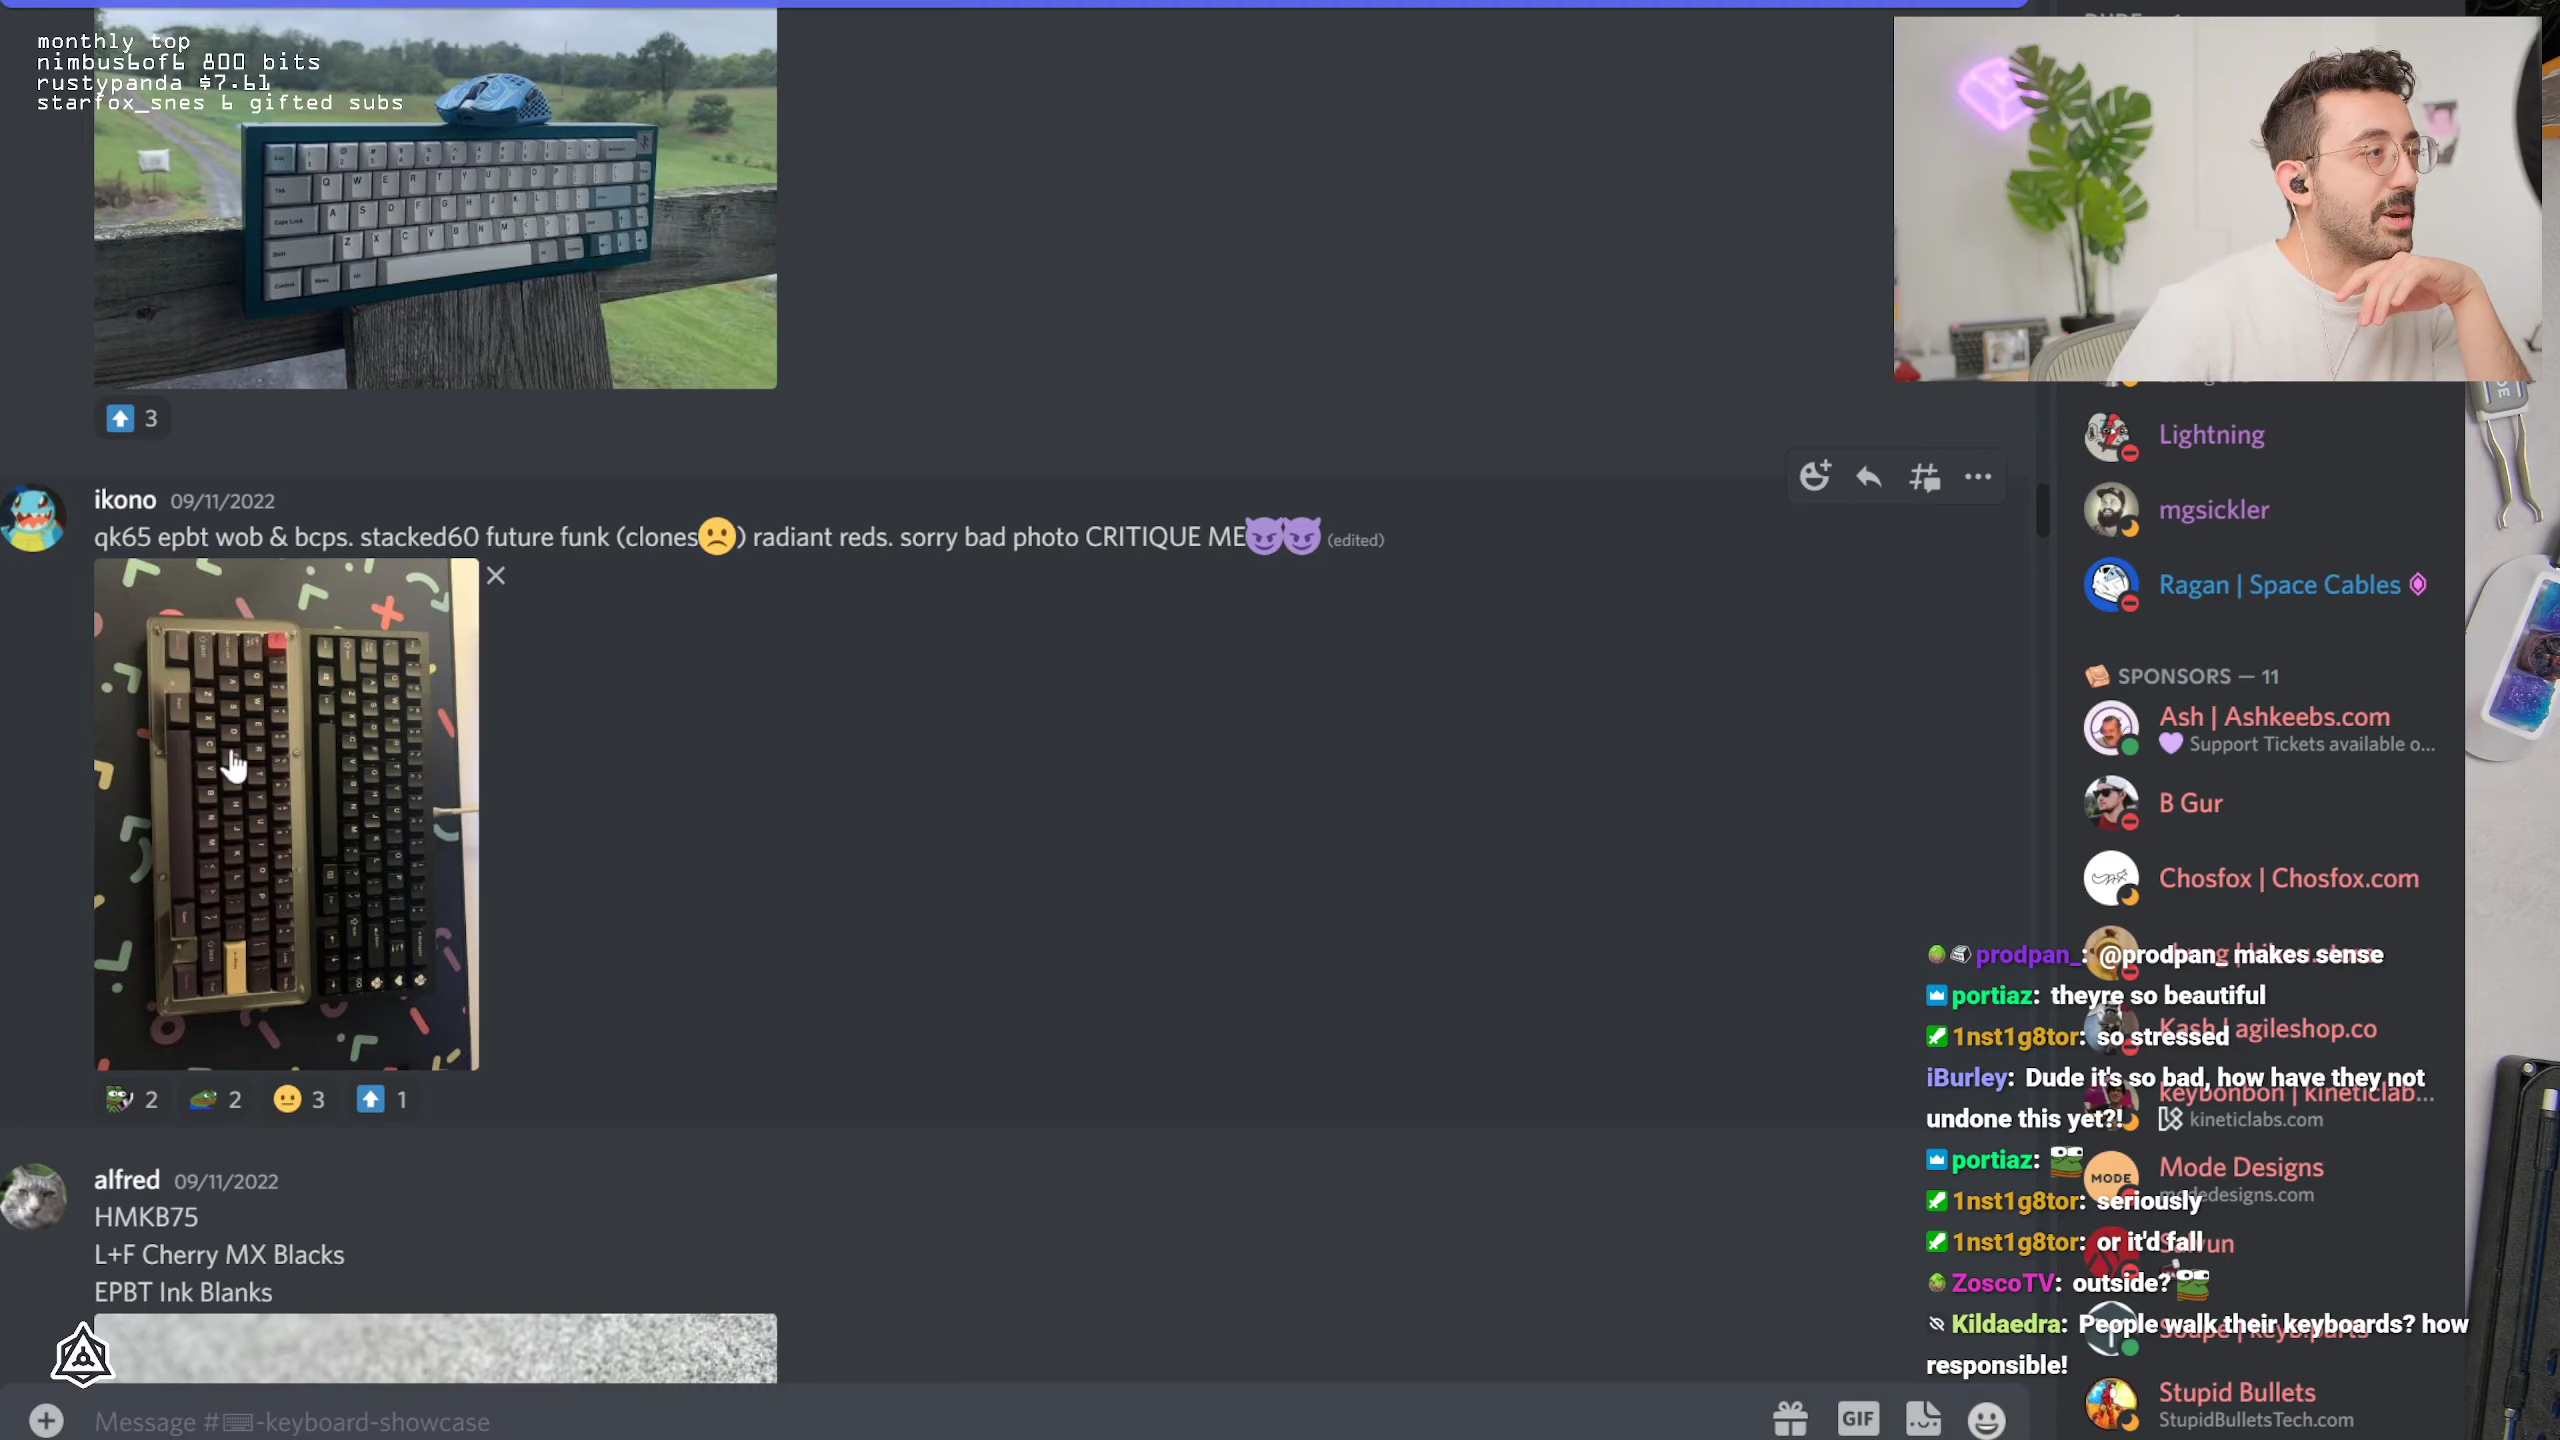 monthly top
nimbus6of6 800 bits
rustypanda $7.61
starfox_snes 6 gifted subs
3
ikono 09/11/2022
qk65 epbt wob & bcps. stacked60 future funk (clones) radiant reds. sorry bad photo CRITIQUE ME (edited)
2 2 3 1
alfred 09/11/2022
HMKB75
L+F Cherry MX Blacks
EPBT Ink Blanks
Message #-keyboard-showcase
GIF
Lightning
mgsickler
Ragan | Space Cables
SPONSORS — 11
Ash | Ashkeebs.com
Support Tickets available o...
B Gur
Chosfox | Chosfox.com
prodpan_: @prodpan_ makes sense
portiaz: theyre so beautiful
Kash | agileshop.co
1nst1g8tor: so stressed
iBurley: Dude it's so bad, how have they not
undone this yet?!
keybonbon | kineticlab...
kineticlabs.com
portiaz:
MODE
Mode Designs
modedesigns.com
1nst1g8tor: seriously
1nst1g8tor: or it'd fall
ZoscoTV: outside?
Kildaedra: People walk their keyboards? how
responsible!
Stupid Bullets
StupidBulletsTech.com